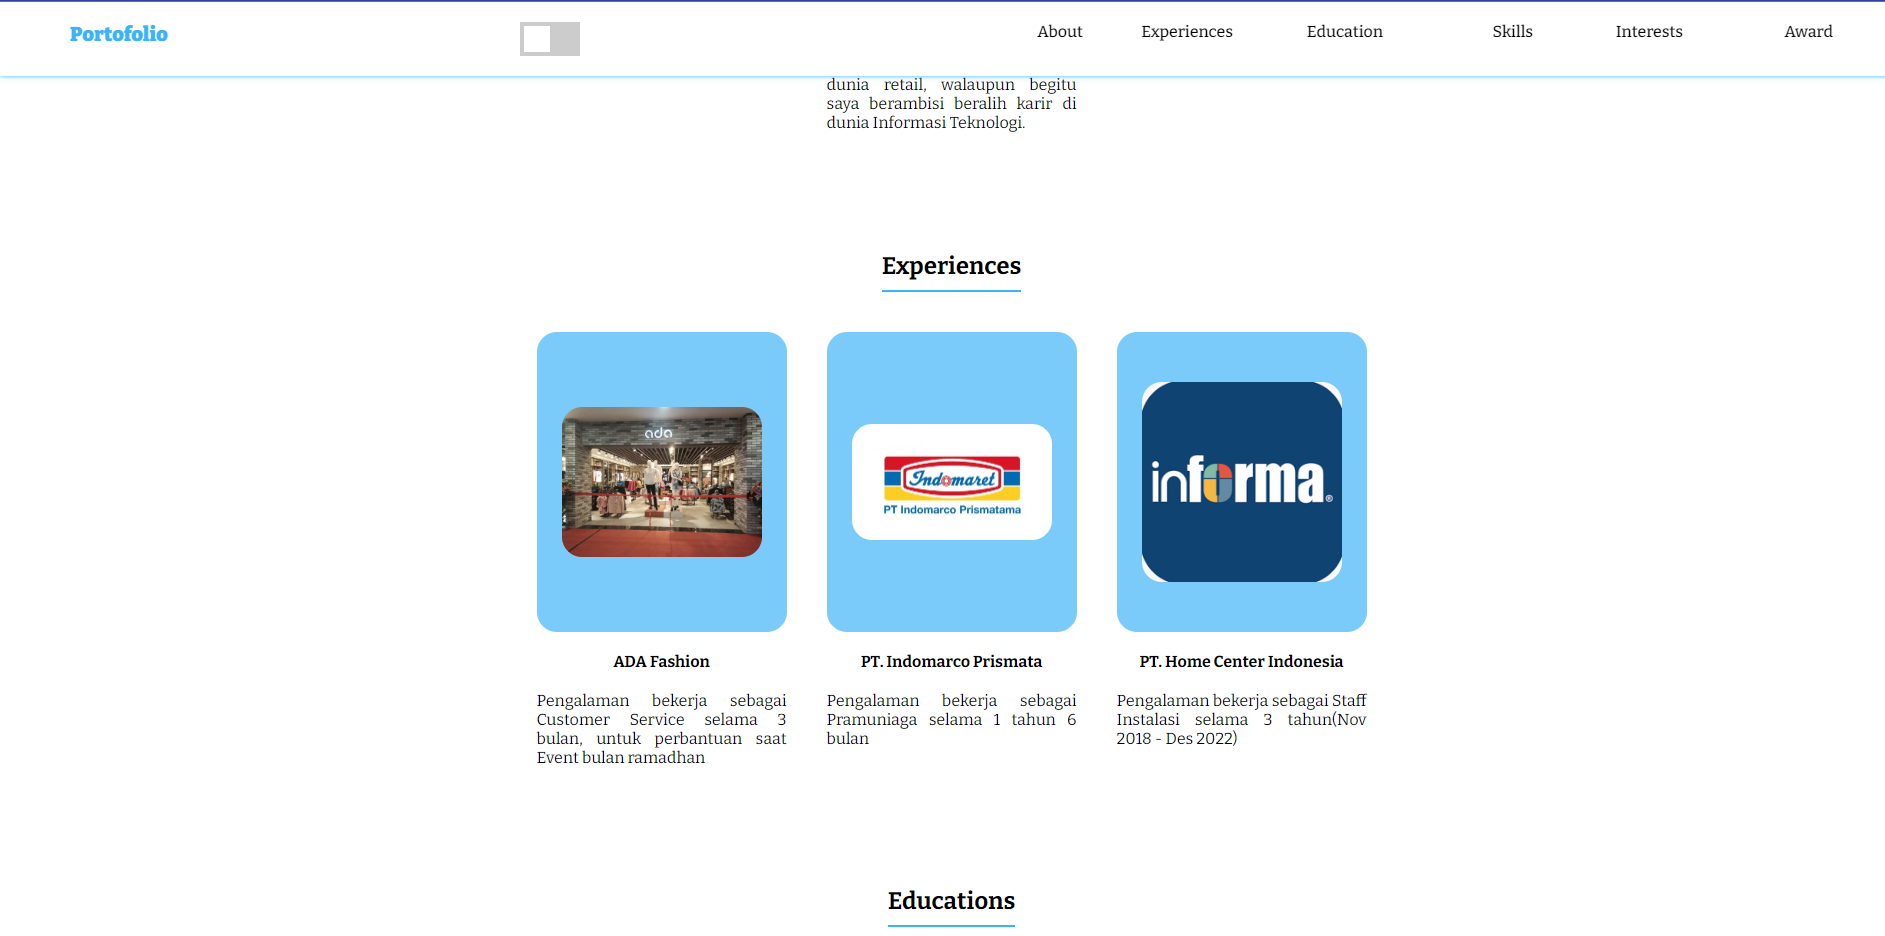 Portofolio
About
Experiences
Education
Skills
Interests
Award
dunia retail, walaupun begitu
saya berambisi beralih karir di
dunia Informasi Teknologi.
Experiences
ada
Indomaret
PT Indomarco Prismatama
informa®
ADA Fashion
Pengalaman bekerja sebagai
Customer Service selama 3
bulan, untuk perbantuan saat
Event bulan ramadhan
PT. Indomarco Prismata
Pengalaman bekerja sebagai
Pramuniaga selama 1 tahun 6
bulan
PT. Home Center Indonesia
Pengalaman bekerja sebagai Staff
Instalasi selama 3 tahun(Nov
2018 - Des 2022)
Educations